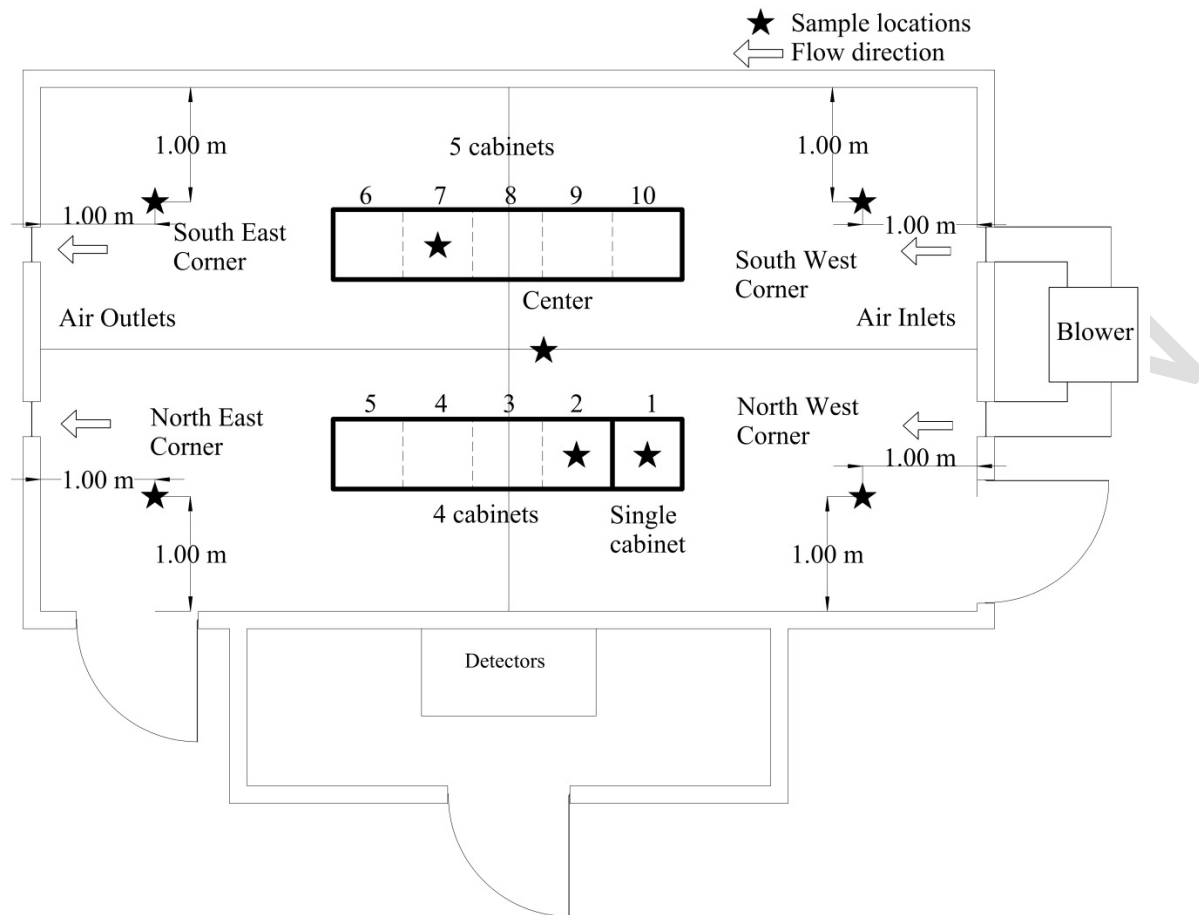 Sample locations
Flow direction
1.00 m
1.00 m
5 cabinets
6 7 8 9 10
1.00 m
1.00 m
South East
Corner
South West
Corner
Center
Air Outlets
Air Inlets
Blower
North East
Corner
North West
Corner
5 4 3 2 1
1.00 m
1.00 m
4 cabinets
Single
cabinet
1.00 m
1.00 m
Detectors